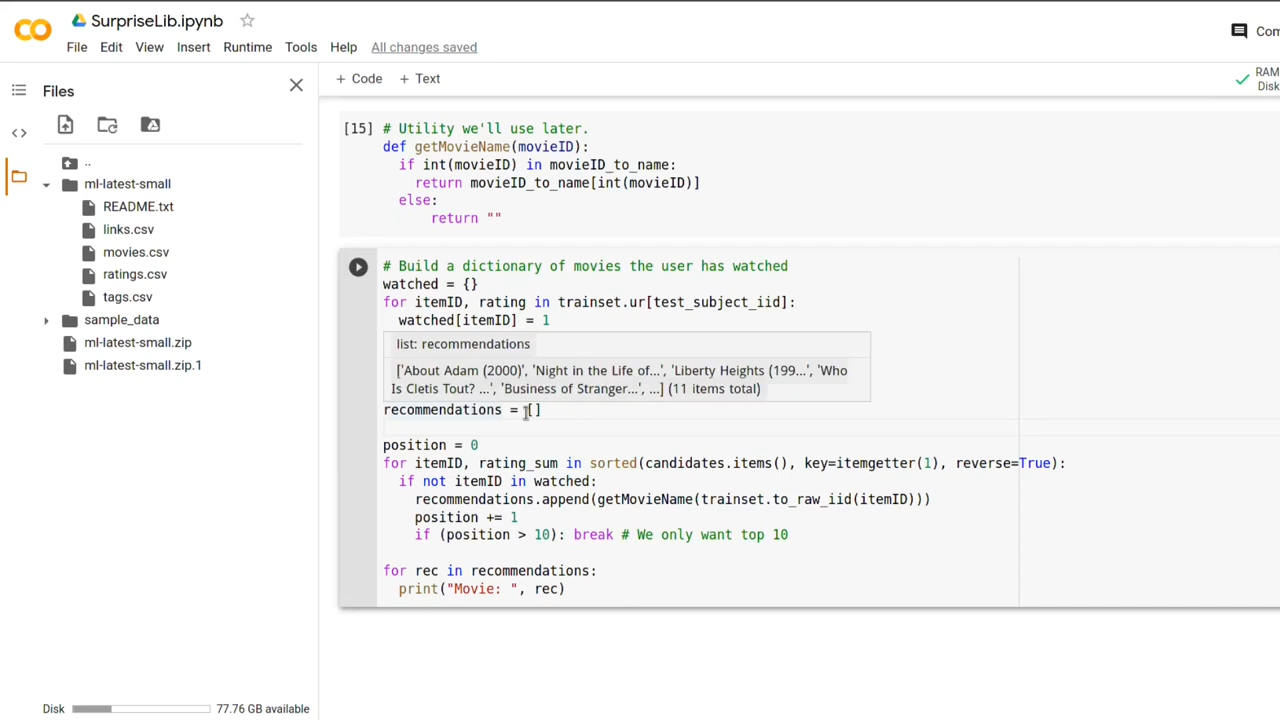 SurpriseLib.ipynb
File Edit View Insert Runtime Tools Help All changes saved
Files
..
ml-latest-small
README.txt
links.csv
movies.csv
ratings.csv
tags.csv
sample_data
ml-latest-small.zip
ml-latest-small.zip.1
Disk 77.76 GB available
Com
+ Code + Text
RAM
Disk
[15] # Utility we'll use later.
def getMovieName(movieID):
if int(movieID) in movieID_to_name:
return movieID_to_name[int(movieID)]
else:
return ""
# Build a dictionary of movies the user has watched
watched = {}
for itemID, rating in trainset.ur[test_subject_iid]:
watched[itemID] = 1
list: recommendations
['About Adam (2000)', 'Night in the Life of...', 'Liberty Heights (199...', 'Who
Is Cletis Tout? ...', 'Business of Stranger...', ...] (11 items total)
recommendations = []
position = 0
for itemID, rating_sum in sorted(candidates.items(), key=itemgetter(1), reverse=True):
if not itemID in watched:
recommendations.append(getMovieName(trainset.to_raw_iid(itemID)))
position += 1
if (position > 10): break # We only want top 10
for rec in recommendations:
print("Movie: ", rec)